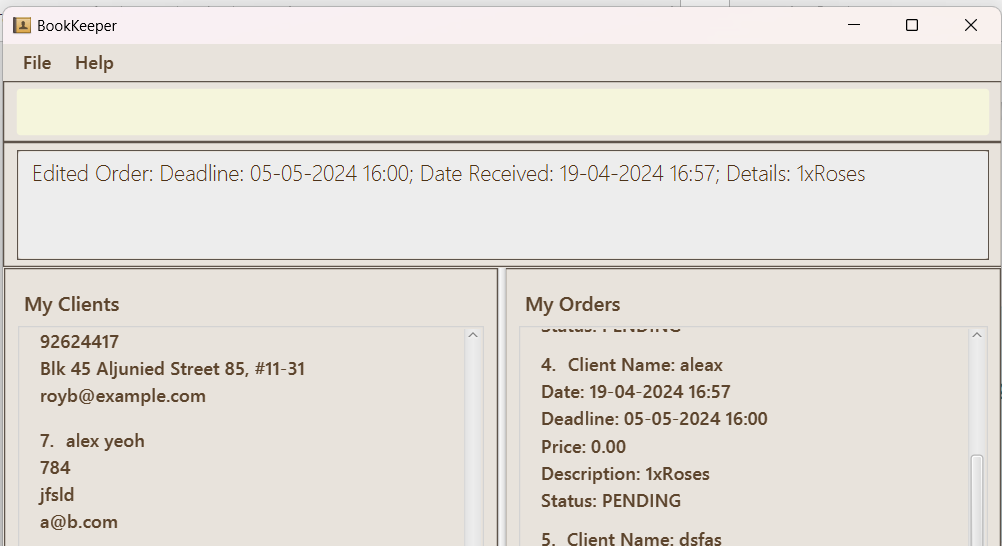 BookKeeper
File Help
Edited Order: Deadline: 05-05-2024 16:00; Date Received: 19-04-2024 16:57; Details: 1xRoses
My Clients
92624417
Blk 45 Aljunied Street 85, #11-31
royb@example.com
7. alex yeoh
784
jfsld
a@b.com
My Orders
Status: PENDING
4. Client Name: aleax
Date: 19-04-2024 16:57
Deadline: 05-05-2024 16:00
Price: 0.00
Description: 1xRoses
Status: PENDING
5. Client Name: dsfas